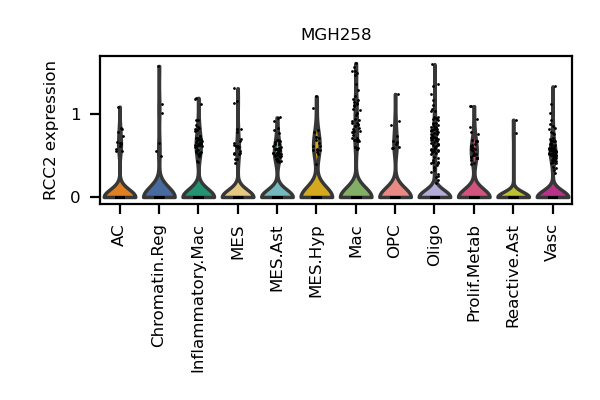 MGH258
RCC2 expression
1
0
AC
Chromatin.Reg
Inflammatory.Mac
MES
MES.Ast
MES.Hyp
Mac
OPC
Oligo
Prolif.Metab
Reactive.Ast
Vasc